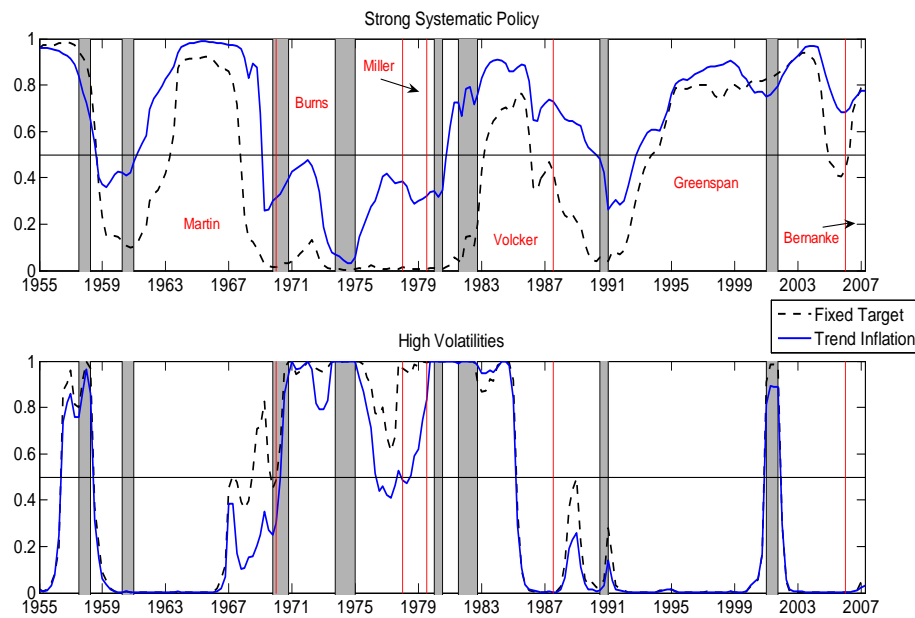 Strong Systematic Policy
1
0.8
0.6
0.4
0.2
0
Miller
Burns
Martin
Volcker
Greenspan
Bernanke
1955 1959 1963 1967 1971 1975 1979 1983 1987 1991 1995 1999 2003 2007
Fixed Target
Trend Inflation
High Volatilities
1
0.8
0.6
0.4
0.2
0
1955 1959 1963 1967 1971 1975 1979 1983 1987 1991 1995 1999 2003 2007